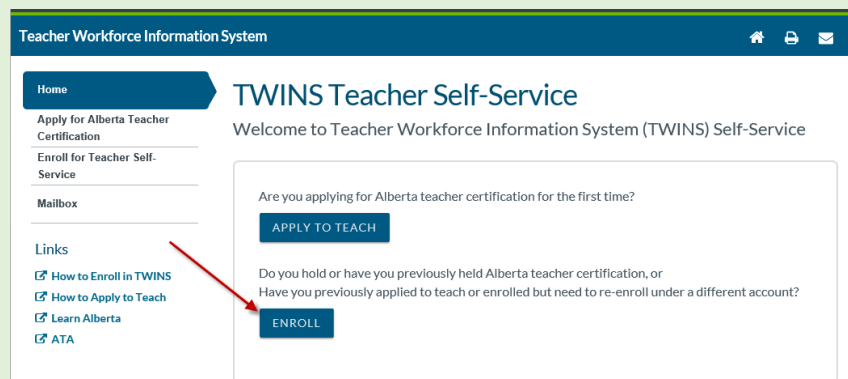 Teacher Workforce Information System
Home
Apply for Alberta Teacher
Certification
Enroll for Teacher Self-
Service
Mailbox
Links
How to Enroll in TWINS
How to Apply to Teach
Learn Alberta
ATA
TWINS Teacher Self-Service
Welcome to Teacher Workforce Information System (TWINS) Self-Service
Are you applying for Alberta teacher certification for the first time?
APPLY TO TEACH
Do you hold or have you previously held Alberta teacher certification, or
Have you previously applied to teach or enrolled but need to re-enroll under a different account?
ENROLL